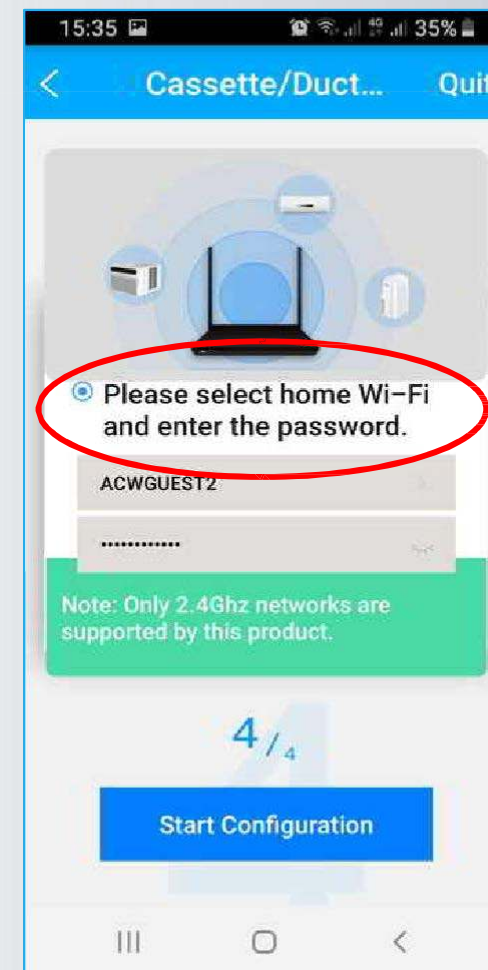 15:35 4G 35%
Cassette/Duct... Quit
Please select home Wi-Fi
and enter the password.
ACWGUEST2
••••••••••••
Note: Only 2.4Ghz networks are
supported by this product.
4/4
Start Configuration